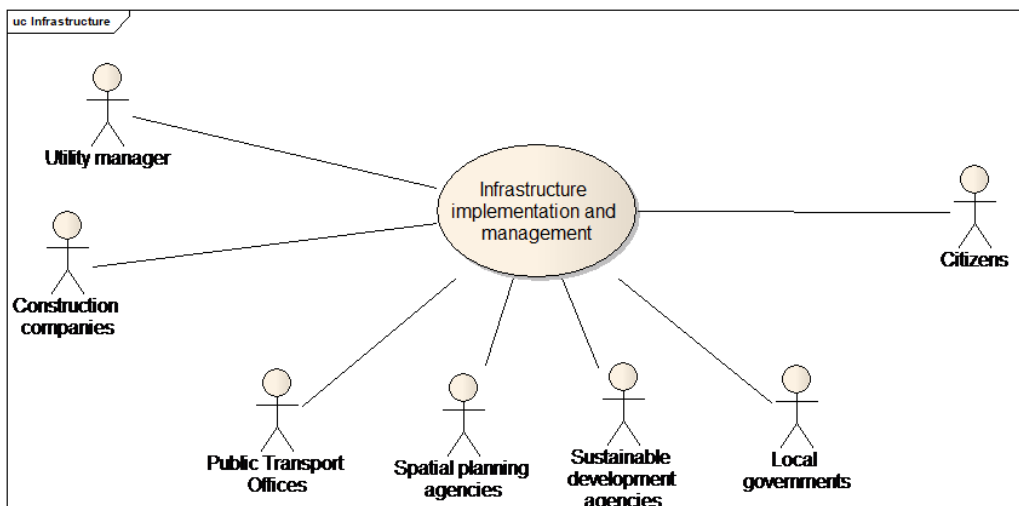 uc Infrastructure
Utility manager
Infrastructure
implementation and
management
Citizens
Construction
companies
Public Transport
Offices
Spatial planning
agencies
Sustainable
development
agencies
Local
governments